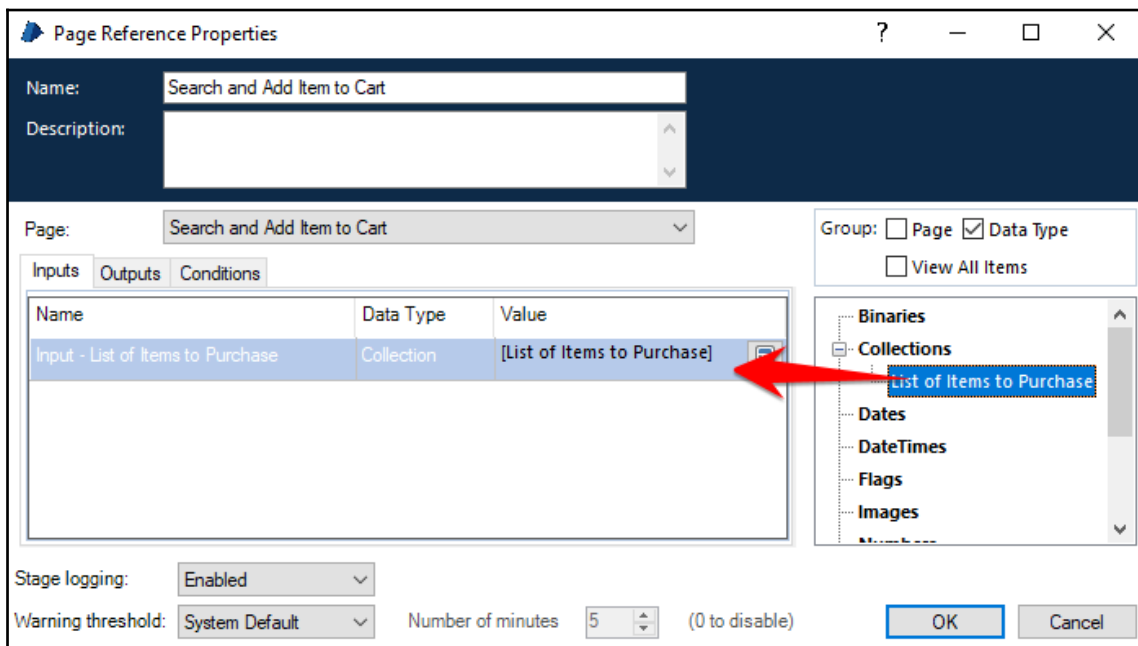 Page Reference Properties
Name: Search and Add Item to Cart
Description:
Page: Search and Add Item to Cart
Group: Page Data Type
View All Items
Inputs Outputs Conditions
Name Data Type Value
Input - List of Items to Purchase Collection [List of Items to Purchase]
Binaries
Collections
List of Items to Purchase
Dates
DateTimes
Flags
Images
Stage logging: Enabled
Warning threshold: System Default Number of minutes 5 (0 to disable)
OK Cancel